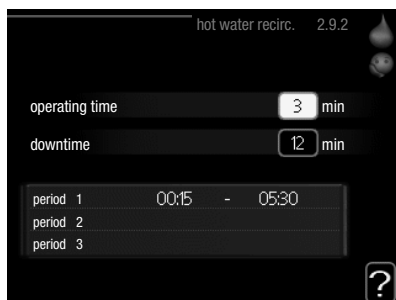 hot water recirc. 2.9.2
operating time 3 min
downtime 12 min
period 1 00:15 - 05:30
period 2
period 3
?